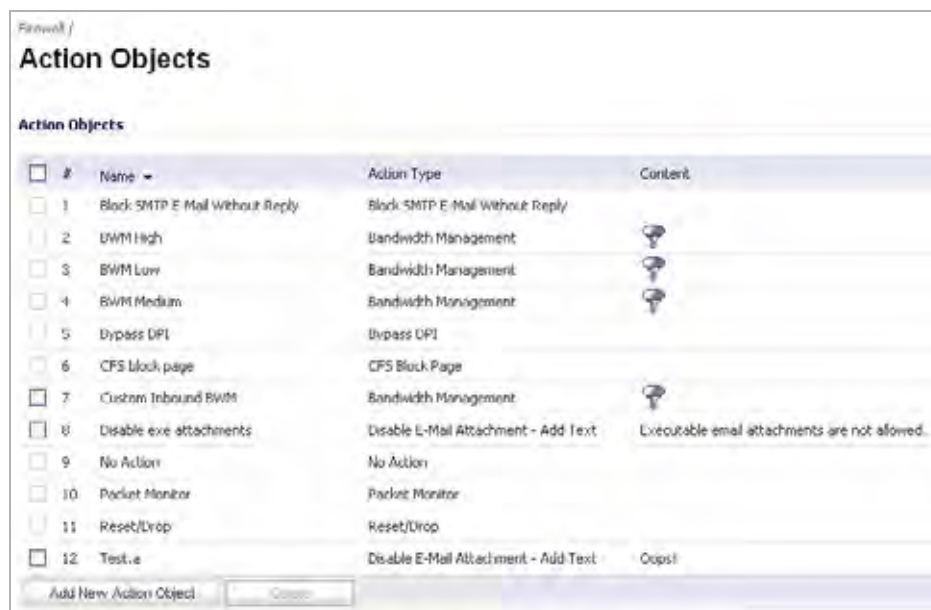 Firewall /
Action Objects
Action Objects
# Name Action Type Content
1 Block SMTP E-Mail Without Reply Block SMTP E-Mail Without Reply
2 BWM High Bandwidth Management
3 BWM Low Bandwidth Management
4 BWM Medium Bandwidth Management
5 Bypass DPI Bypass DPI
6 CFS block page CFS Block Page
7 Custom Inbound BWM Bandwidth Management
8 Disable exe attachments Disable E-Mail Attachment - Add Text Executable email attachments are not allowed.
9 No Action No Action
10 Packet Monitor Packet Monitor
11 Reset/Drop Reset/Drop
12 Test.a Disable E-Mail Attachment - Add Text Oops!
Add New Action Object